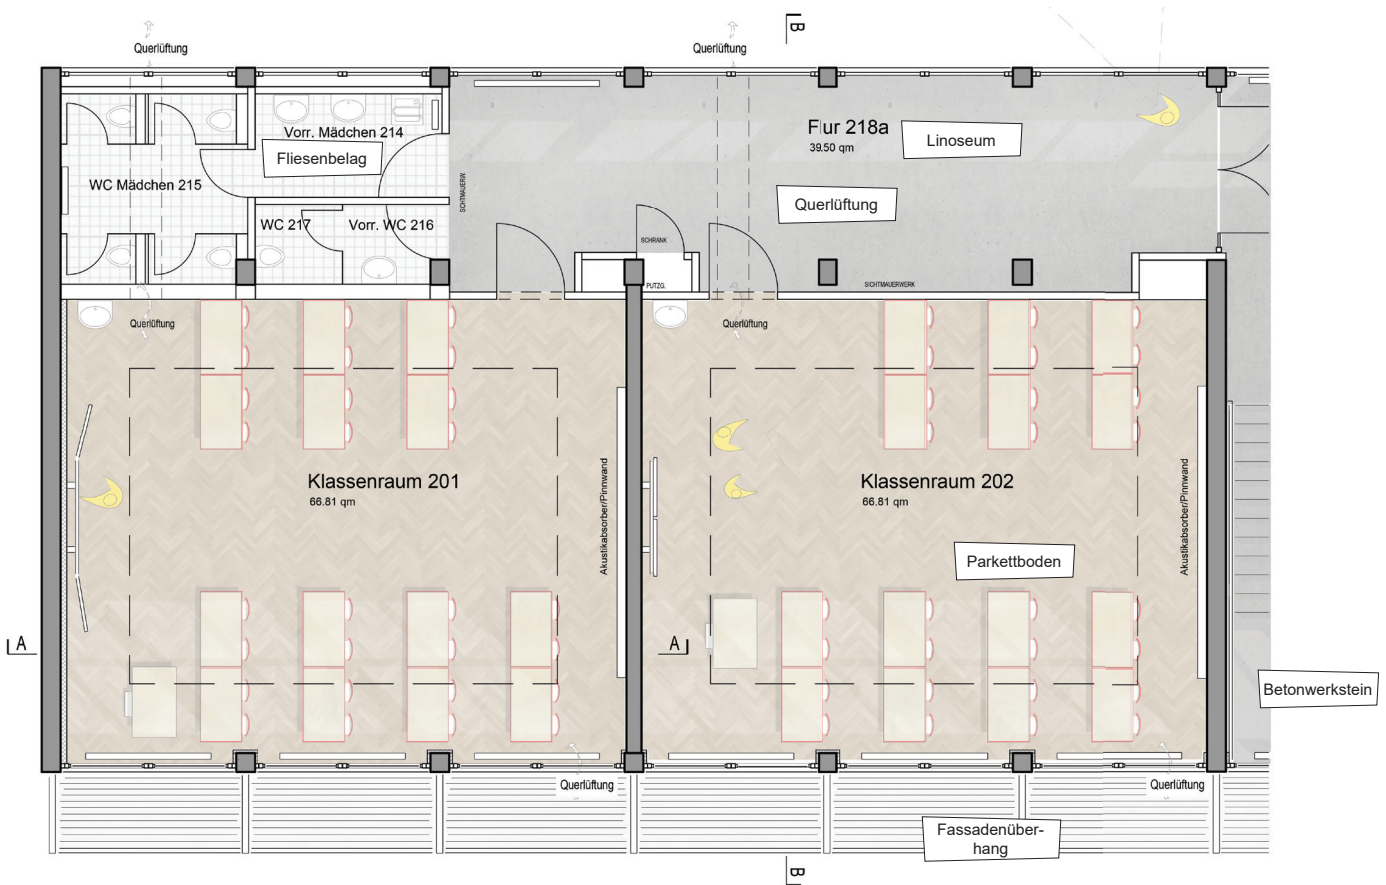 B
Querlüftung
Querlüftung
Vorr. Mädchen 214
Fliesenbelag
WC Mädchen 215
WC 217
Vorr. WC 216
SICHTMAUERW.
Flur 218a
39.50 qm
Linoseum
Querlüftung
SCHRANK
PUTZG.
SICHTMAUERWERK
Querlüftung
Querlüftung
Klassenraum 201
66.81 qm
Akustikabsorber/Pinnwand
Klassenraum 202
66.81 qm
Akustikabsorber/Pinnwand
Parkettboden
A
A
Betonwerkstein
Querlüftung
Querlüftung
Fassadenüber-
hang
B